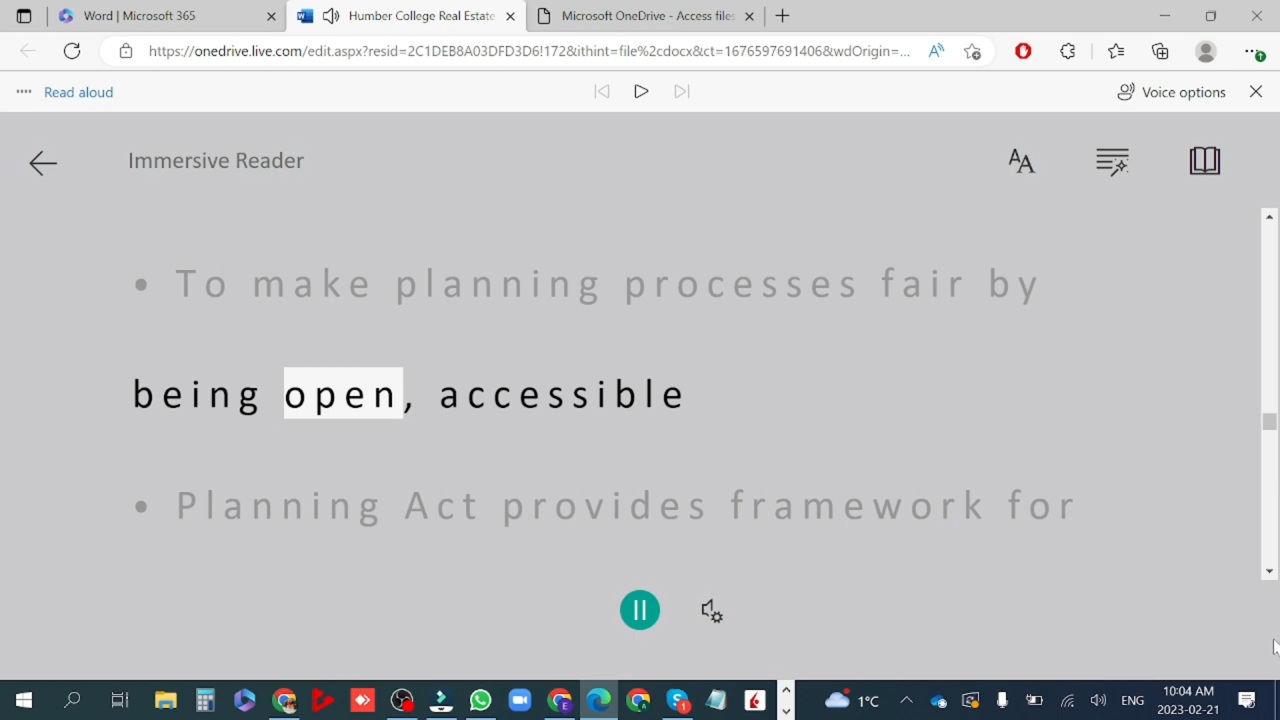 Word | Microsoft 365
Humber College Real Estate
Microsoft OneDrive - Access files
https://onedrive.live.com/edit.aspx?resid=2C1DEB8A03DFD3D6!172&ithint=file%2cdocx&ct=1676597691406&wdOrigin=...
Read aloud
Voice options
Immersive Reader
• To make planning processes fair by
being open, accessible
• Planning Act provides framework for
1°C
ENG
10:04 AM
2023-02-21